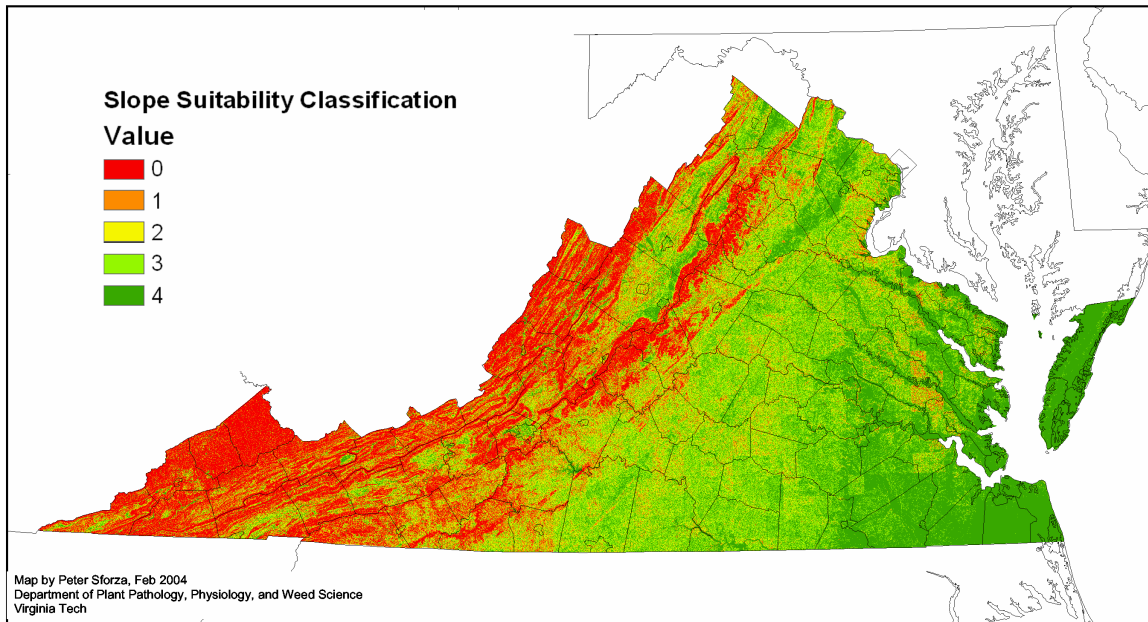 Slope Suitability Classification
Value
0
1
2
3
4
Map by Peter Sforza, Feb 2004
Department of Plant Pathology, Physiology, and Weed Science
Virginia Tech